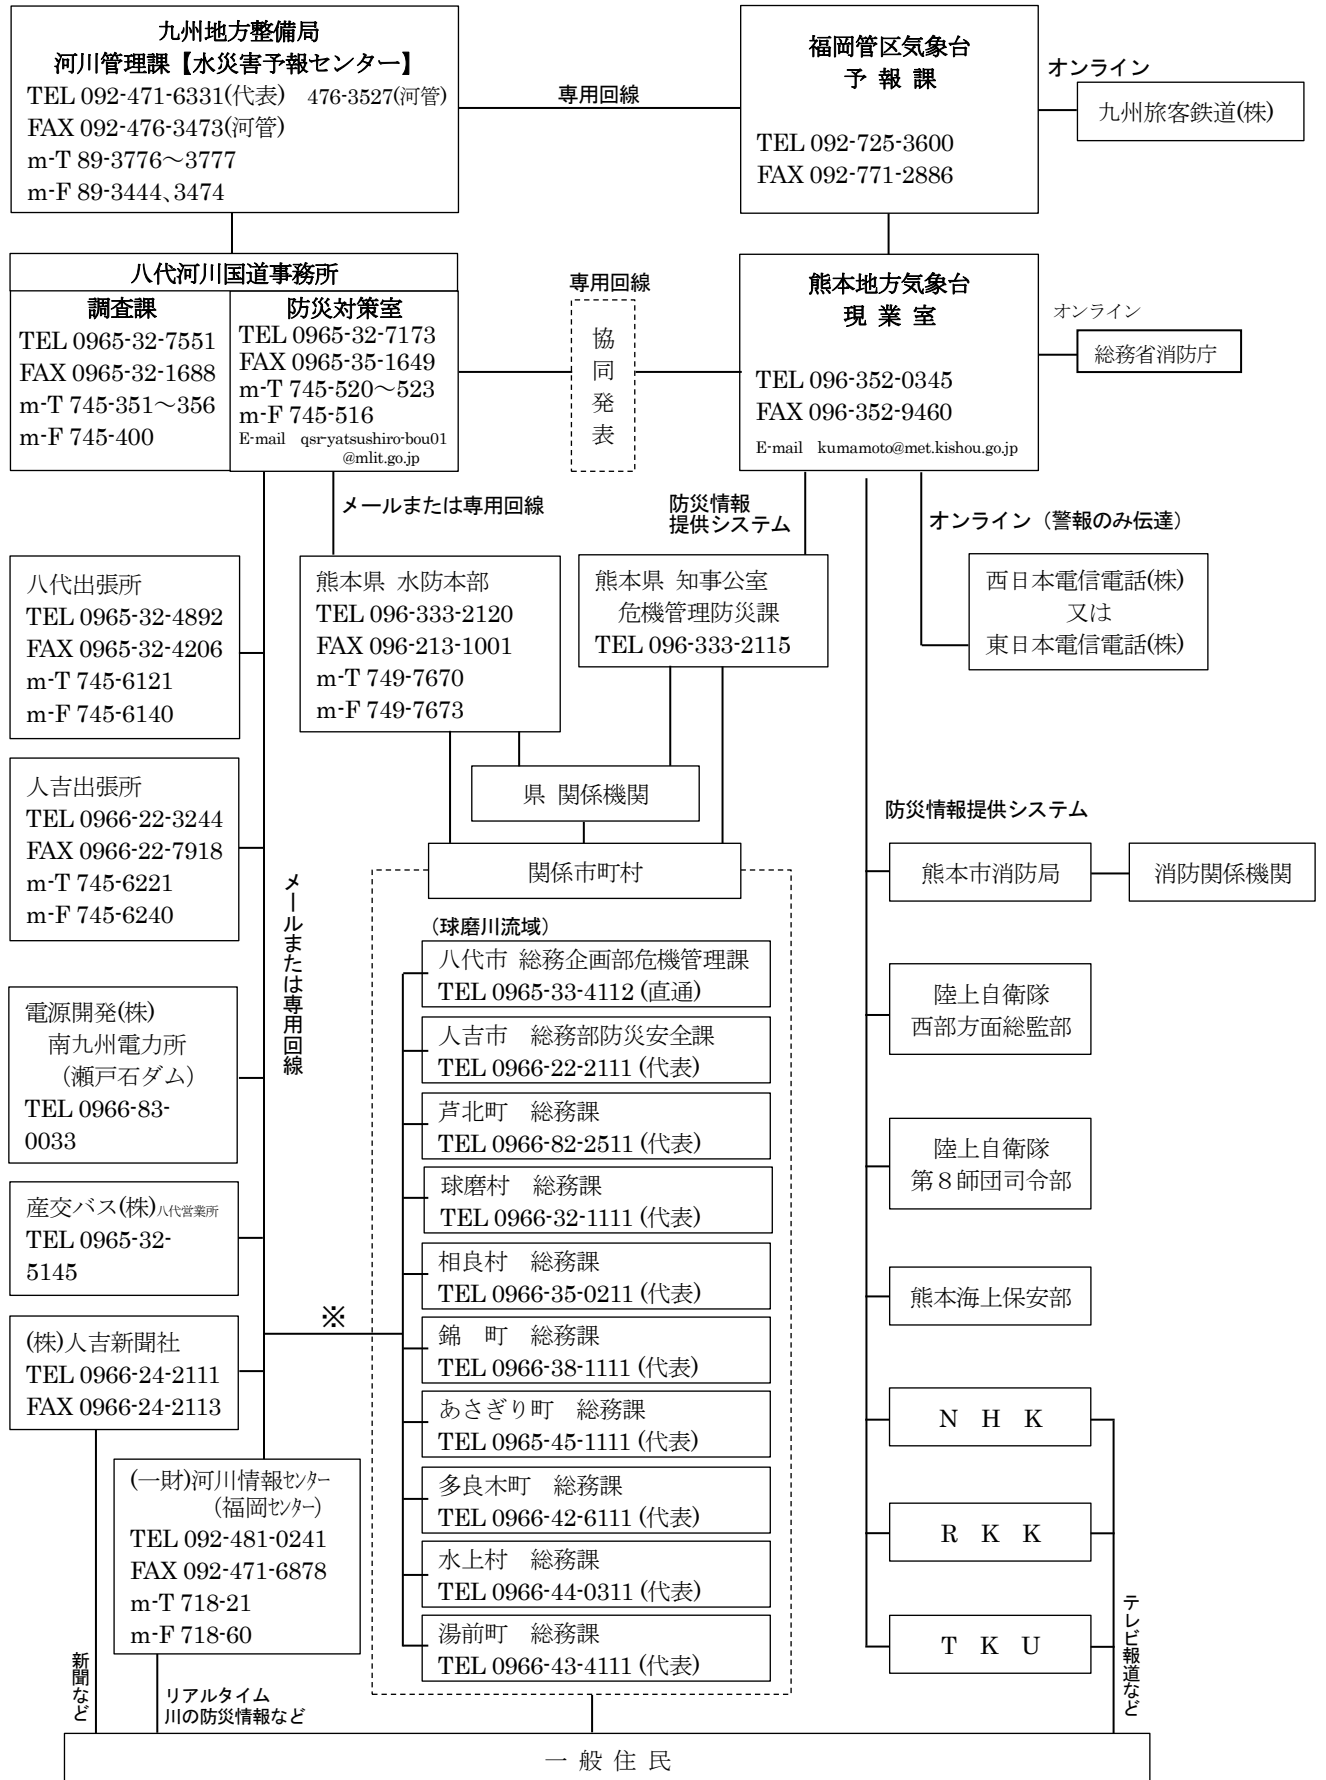 九州地方整備局
河川管理課【水災害予報センター】
TEL 092-471-6331(代表) 476-3527(河管)
FAX 092-476-3473(河管)
m-T 89-3776～3777
m-F 89-3444、3474
専用回線
福岡管区気象台
予 報 課
TEL 092-725-3600
FAX 092-771-2886
オンライン
九州旅客鉄道(株)
八代河川国道事務所
調査課
TEL 0965-32-7551
FAX 0965-32-1688
m-T 745-351～356
m-F 745-400
防災対策室
TEL 0965-32-7173
FAX 0965-35-1649
m-T 745-520～523
m-F 745-516
E-mail qsr-yatsushiro-bou01
@mlit.go.jp
専用回線
協同発表
熊本地方気象台
現 業 室
TEL 096-352-0345
FAX 096-352-9460
E-mail kumamoto@met.kishou.go.jp
オンライン
総務省消防庁
メールまたは専用回線
防災情報
提供システム
オンライン（警報のみ伝達）
八代出張所
TEL 0965-32-4892
FAX 0965-32-4206
m-T 745-6121
m-F 745-6140
熊本県 水防本部
TEL 096-333-2120
FAX 096-213-1001
m-T 749-7670
m-F 749-7673
熊本県 知事公室
危機管理防災課
TEL 096-333-2115
西日本電信電話(株)
又は
東日本電信電話(株)
人吉出張所
TEL 0966-22-3244
FAX 0966-22-7918
m-T 745-6221
m-F 745-6240
県 関係機関
関係市町村
防災情報提供システム
熊本市消防局
消防関係機関
メールまたは専用回線
(球磨川流域)
八代市 総務企画部危機管理課
TEL 0965-33-4112 (直通)
人吉市 総務部防災安全課
TEL 0966-22-2111 (代表)
芦北町 総務課
TEL 0966-82-2511 (代表)
球磨村 総務課
TEL 0966-32-1111 (代表)
相良村 総務課
TEL 0966-35-0211 (代表)
錦 町 総務課
TEL 0966-38-1111 (代表)
あさぎり町 総務課
TEL 0965-45-1111 (代表)
多良木町 総務課
TEL 0966-42-6111 (代表)
水上村 総務課
TEL 0966-44-0311 (代表)
湯前町 総務課
TEL 0966-43-4111 (代表)
陸上自衛隊
西部方面総監部
陸上自衛隊
第８師団司令部
熊本海上保安部
N H K
R K K
T K U
テレビ報道など
電源開発(株)
南九州電力所
（瀬戸石ダム）
TEL 0966-83-
0033
産交バス(株)八代営業所
TEL 0965-32-
5145
※
(株)人吉新聞社
TEL 0966-24-2111
FAX 0966-24-2113
(一財)河川情報ｾﾝﾀｰ
(福岡ｾﾝﾀｰ)
TEL 092-481-0241
FAX 092-471-6878
m-T 718-21
m-F 718-60
新聞など
リアルタイム
川の防災情報など
一 般 住 民